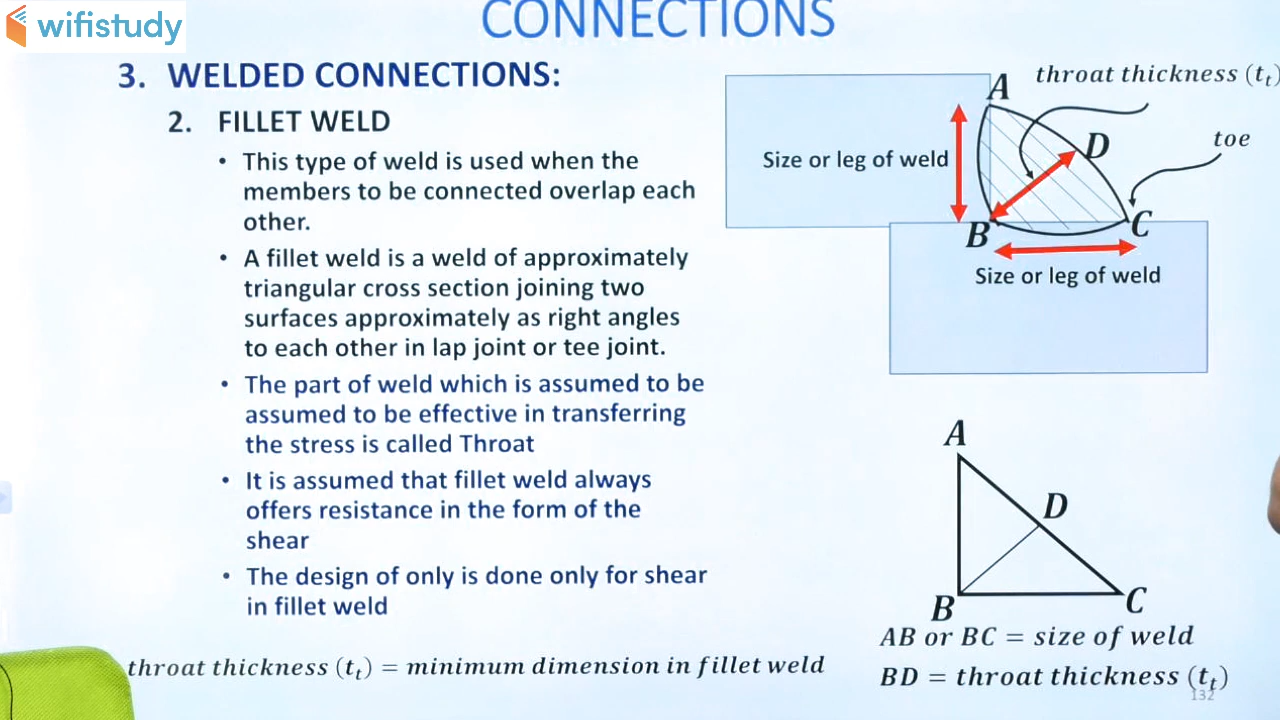 wifistudy
CONNECTIONS
3. WELDED CONNECTIONS:
2. FILLET WELD
• This type of weld is used when the
members to be connected overlap each
other.
• A fillet weld is a weld of approximately
triangular cross section joining two
surfaces approximately as right angles
to each other in lap joint or tee joint.
• The part of weld which is assumed to be
assumed to be effective in transferring
the stress is called Throat
• It is assumed that fillet weld always
offers resistance in the form of the
shear
• The design of only is done only for shear
in fillet weld
throat thickness (tₜ) = minimum dimension in fillet weld
throat thickness (tₜ)
A
toe
D
Size or leg of weld
B
C
Size or leg of weld
A
D
B
C
AB or BC = size of weld
BD = throat thickness (tₜ)
132